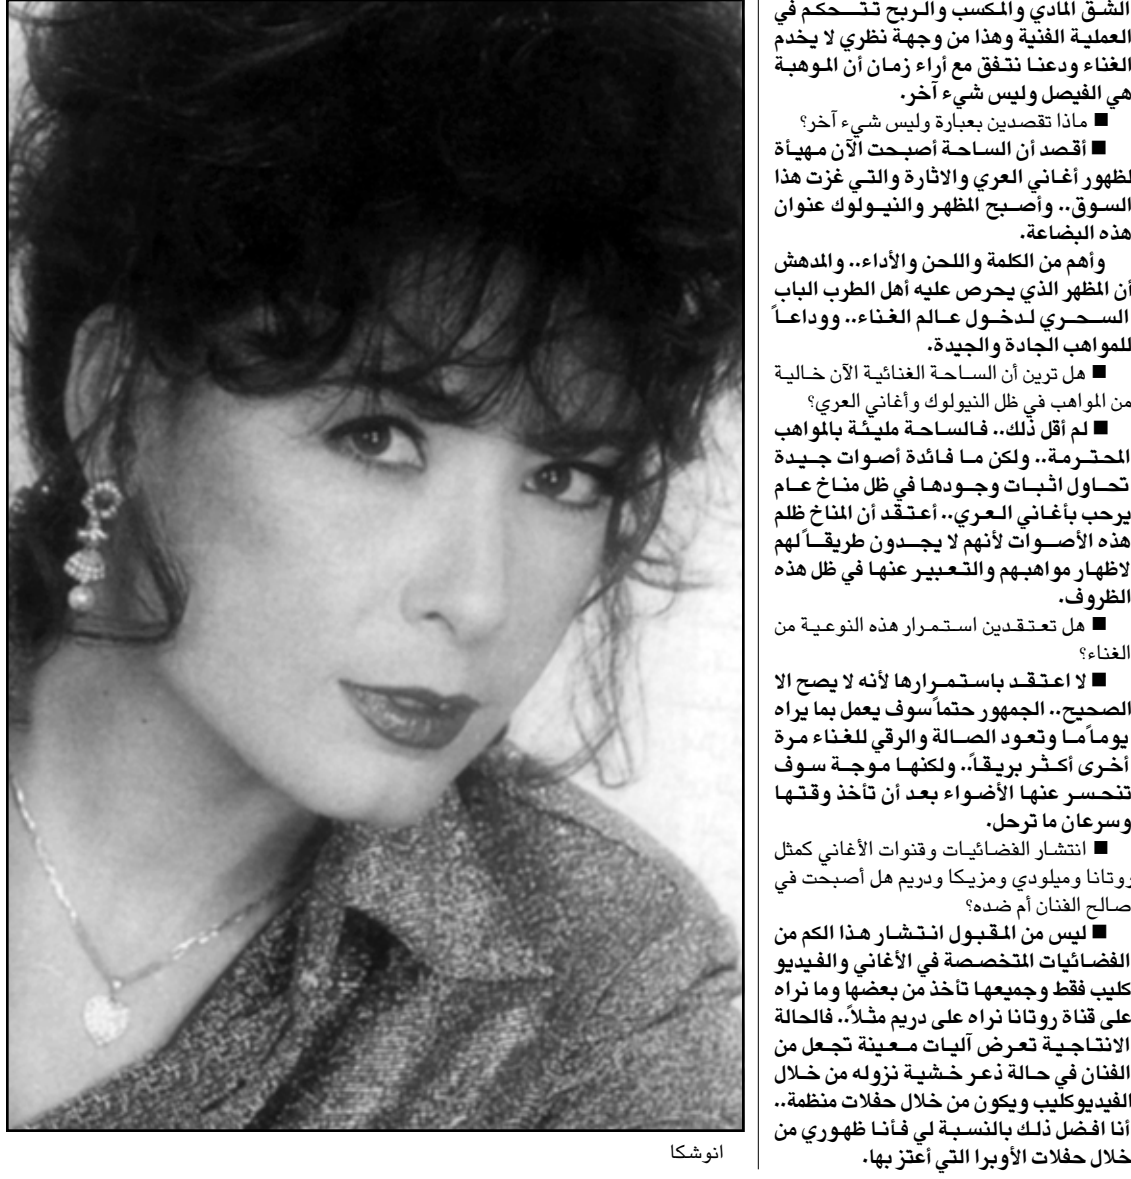 الشق المادي والمكسب والربح تتحكم في
العملية الفنية وهذا من وجهة نظري لا يخدم
الغناء ودعنا نتفق مع أراء زمان أن الموهبة
هي الفيصل وليس شيء آخر.
■ ماذا تقصدين بعبارة وليس شيء آخر؟
■ أقصد أن الساحة أصبحت الآن مهيأة
لظهور أغاني العري والاثارة والتي غزت هذا
السوق.. وأصبح المظهر والنيولوك عنوان
هذه البضاعة.
وأهم من الكلمة واللحن والأداء.. والمدهش
أن المظهر الذي يحرص عليه أهل الطرب الباب
السحري لدخول عالم الغناء.. ووداعاً
للمواهب الجادة والجيدة.
■ هل ترين أن الساحة الغنائية الآن خالية
من المواهب في ظل النيولوك وأغاني العري؟
■ لم أقل ذلك.. فالساحة مليئة بالمواهب
المحترمة.. ولكن ما فائدة أصوات جيدة
تحاول اثبات وجودها في ظل مناخ عام
يرحب بأغاني العري.. أعتقد أن المناخ ظلم
هذه الأصوات لأنهم لا يجدون طريقاً لهم
لاظهار مواهبهم والتعبير عنها في ظل هذه
الظروف.
■ هل تعتقدين استمرار هذه النوعية من
الغناء؟
■ لا اعتقد باستمرارها لأنه لا يصح الا
الصحيح.. الجمهور حتماً سوف يعمل بما يراه
يوماً ما وتعود الصالة والرقي للغناء مرة
أخرى أكثر بريقاً.. ولكنها موجة سوف
تنحسر عنها الأضواء بعد أن تأخذ وقتها
وسرعان ما ترحل.
■ انتشار الفضائيات وقنوات الأغاني كمثل
روتانا وميلودي ومزيكا ودريم هل أصبحت في
صالح الفنان أم ضده؟
■ ليس من المقبول انتشار هذا الكم من
الفضائيات المتخصصة في الأغاني والفيديو
كليب فقط وجميعها تأخذ من بعضها وما نراه
على قناة روتانا نراه على دريم مثلاً.. فالحالة
الانتاجية تعرض آليات معينة تجعل من
الفنان في حالة ذعر خشية نزوله من خلال
الفيديوكليب ويكون من خلال حفلات منظمة..
أنا افضل ذلك بالنسبة لي فأنا ظهوري من
خلال حفلات الأوبرا التي أعتز بها.
انوشكا